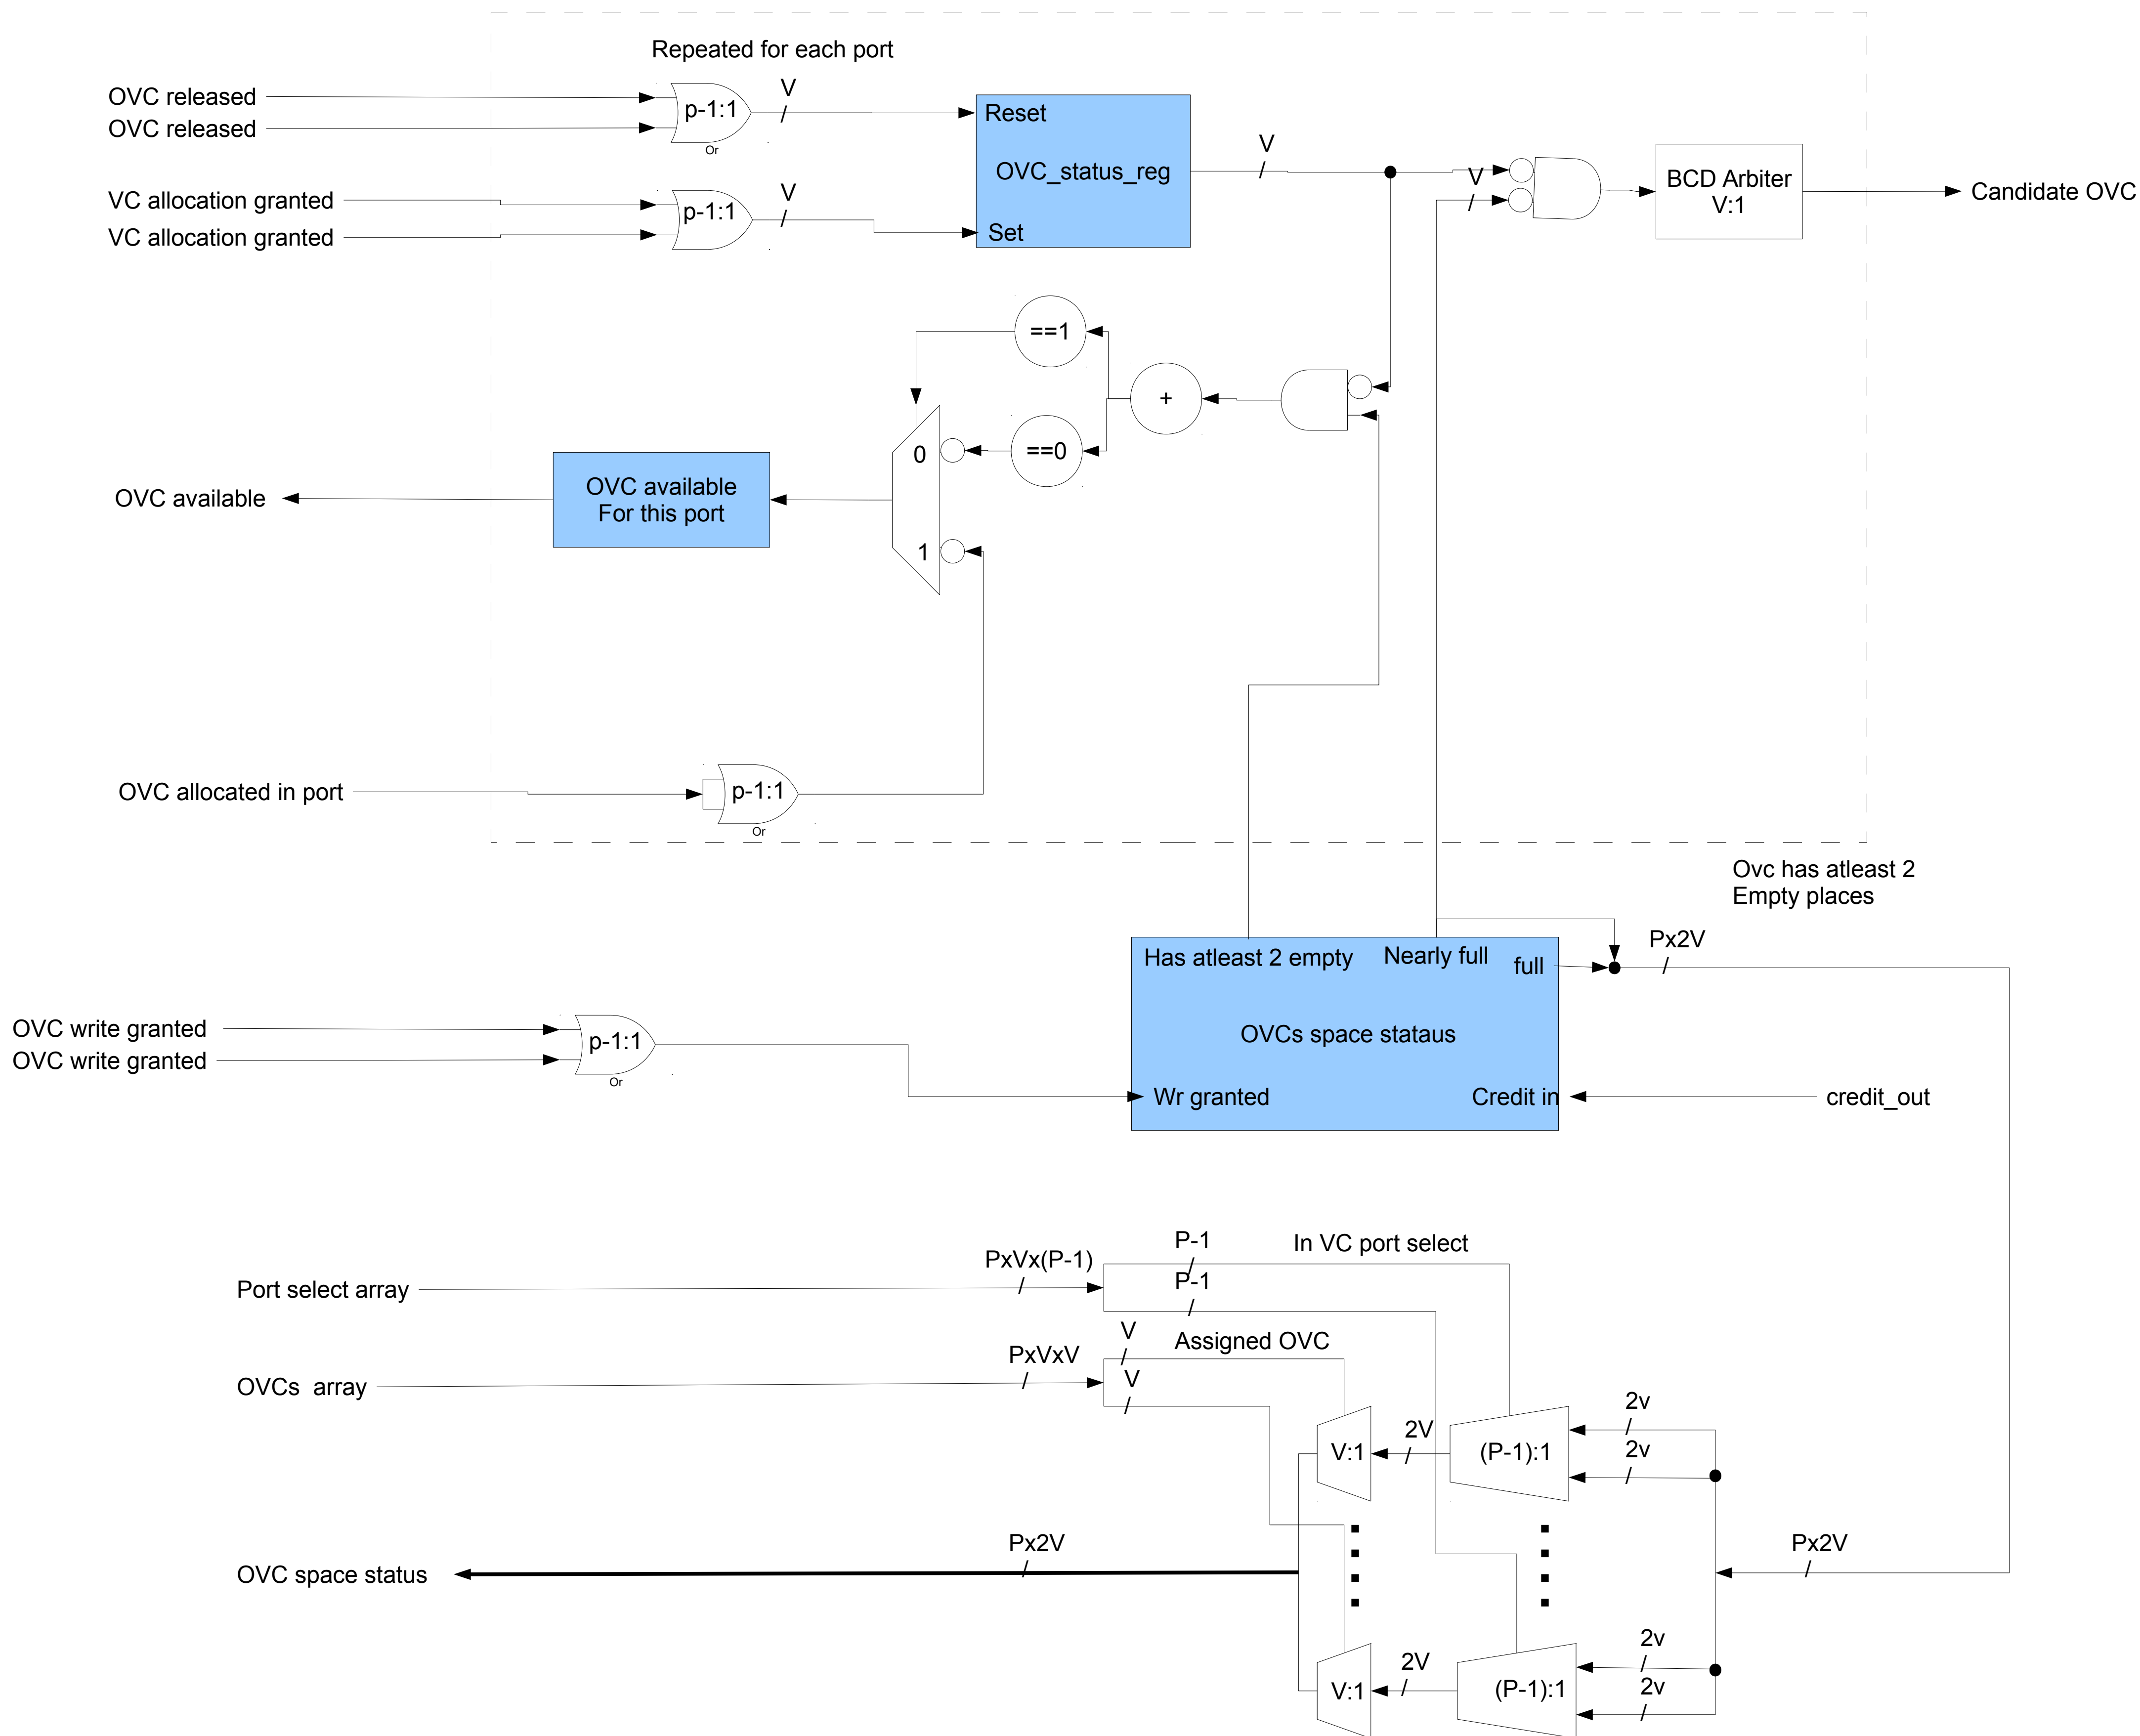 Repeated for each port
OVC released
OVC released
p-1:1
Or
V
/
Reset
OVC_status_reg
Set
V
/
V
/
BCD Arbiter
V:1
Candidate OVC
VC allocation granted
VC allocation granted
p-1:1
V
/
==1
+
==0
0
1
OVC available
For this port
OVC available
OVC allocated in port
p-1:1
Or
Ovc has atleast 2
Empty places
Has atleast 2 empty
Nearly full
full
Px2V
/
OVCs space stataus
Wr granted
Credit in
credit_out
OVC write granted
OVC write granted
p-1:1
Or
Port select array
PxVx(P-1)
/
P-1
/
P-1
/
In VC port select
OVCs  array
PxVxV
/
V
/
V
/
Assigned OVC
V:1
2V
/
(P-1):1
2v
/
2v
/
OVC space status
Px2V
/
Px2V
/
V:1
2V
/
(P-1):1
2v
/
2v
/